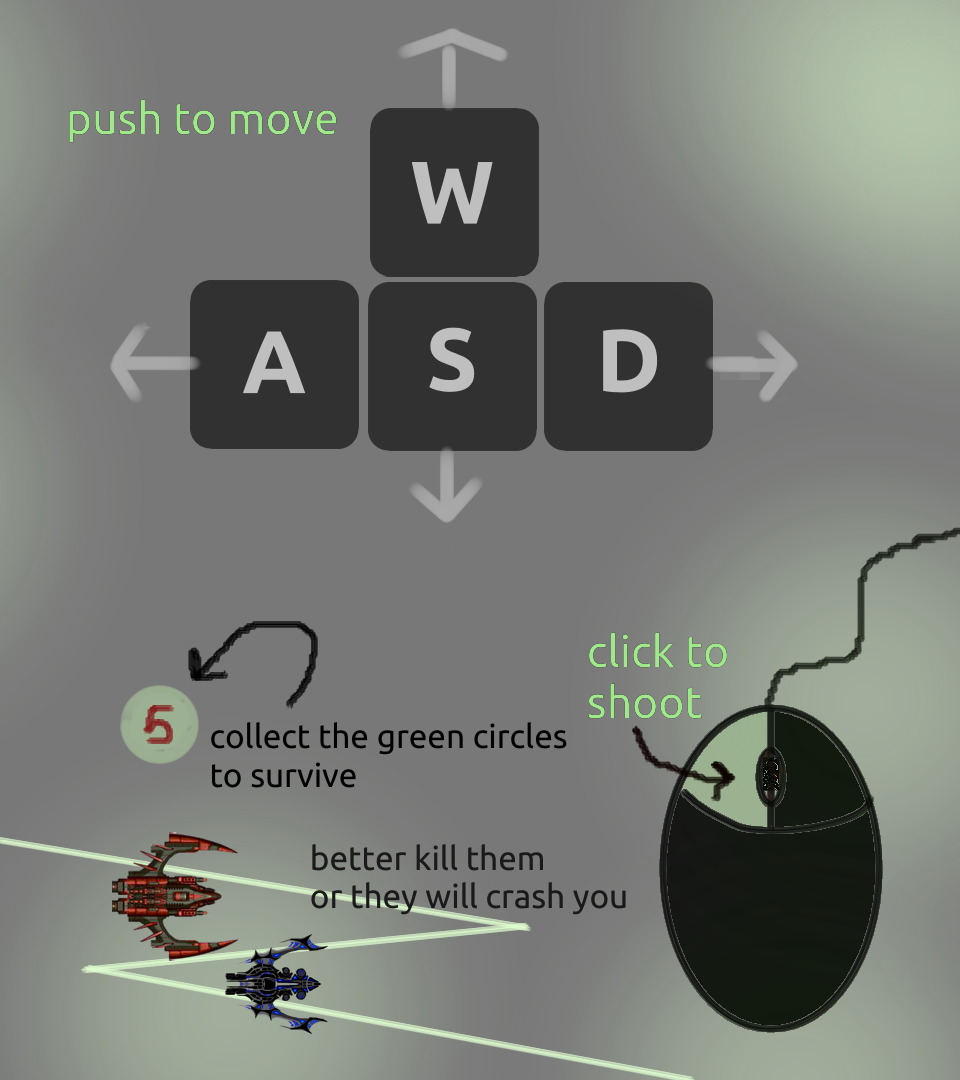 push to move
W
A S D
click to
shoot
5
collect the green circles
to survive
better kill them
or they will crash you